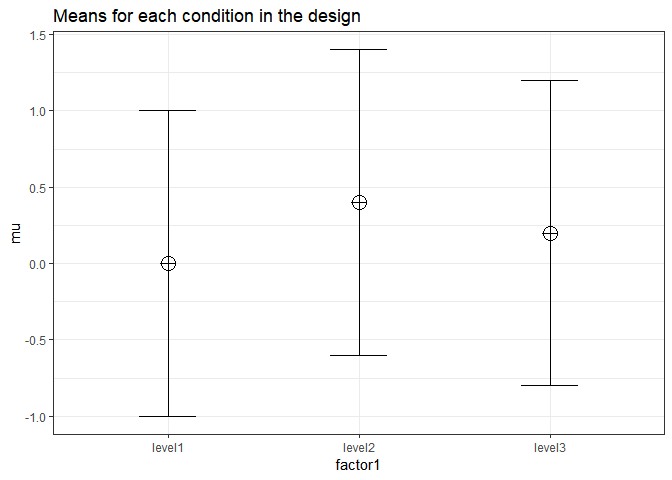 Means for each condition in the design
1.5
1.0
0.5
0.0
-0.5
-1.0
mu
level1 level2 level3
factor1